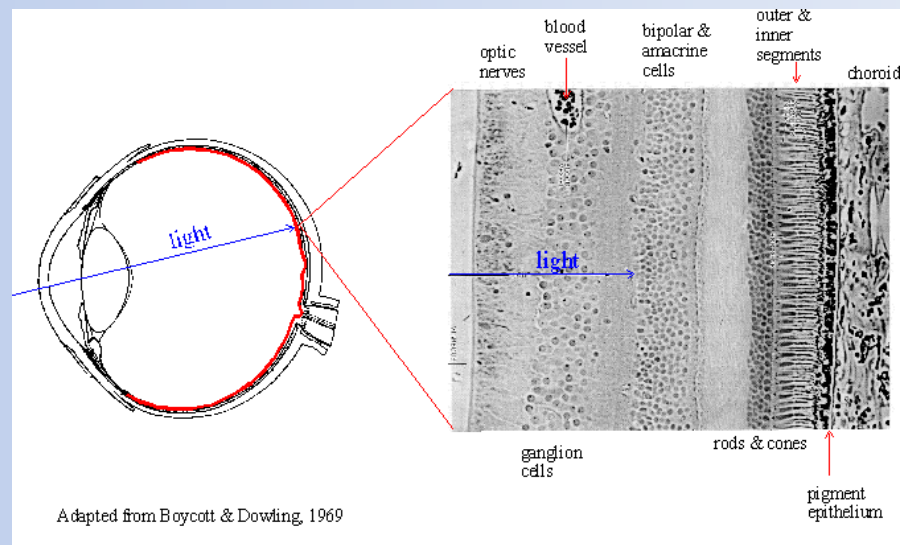 optic
nerves
blood
vessel
bipolar &
amacrine
cells
outer &
inner
segments
choroid
light
light
ganglion
cells
rods & cones
pigment
epithelium
Adapted from Boycott & Dowling, 1969